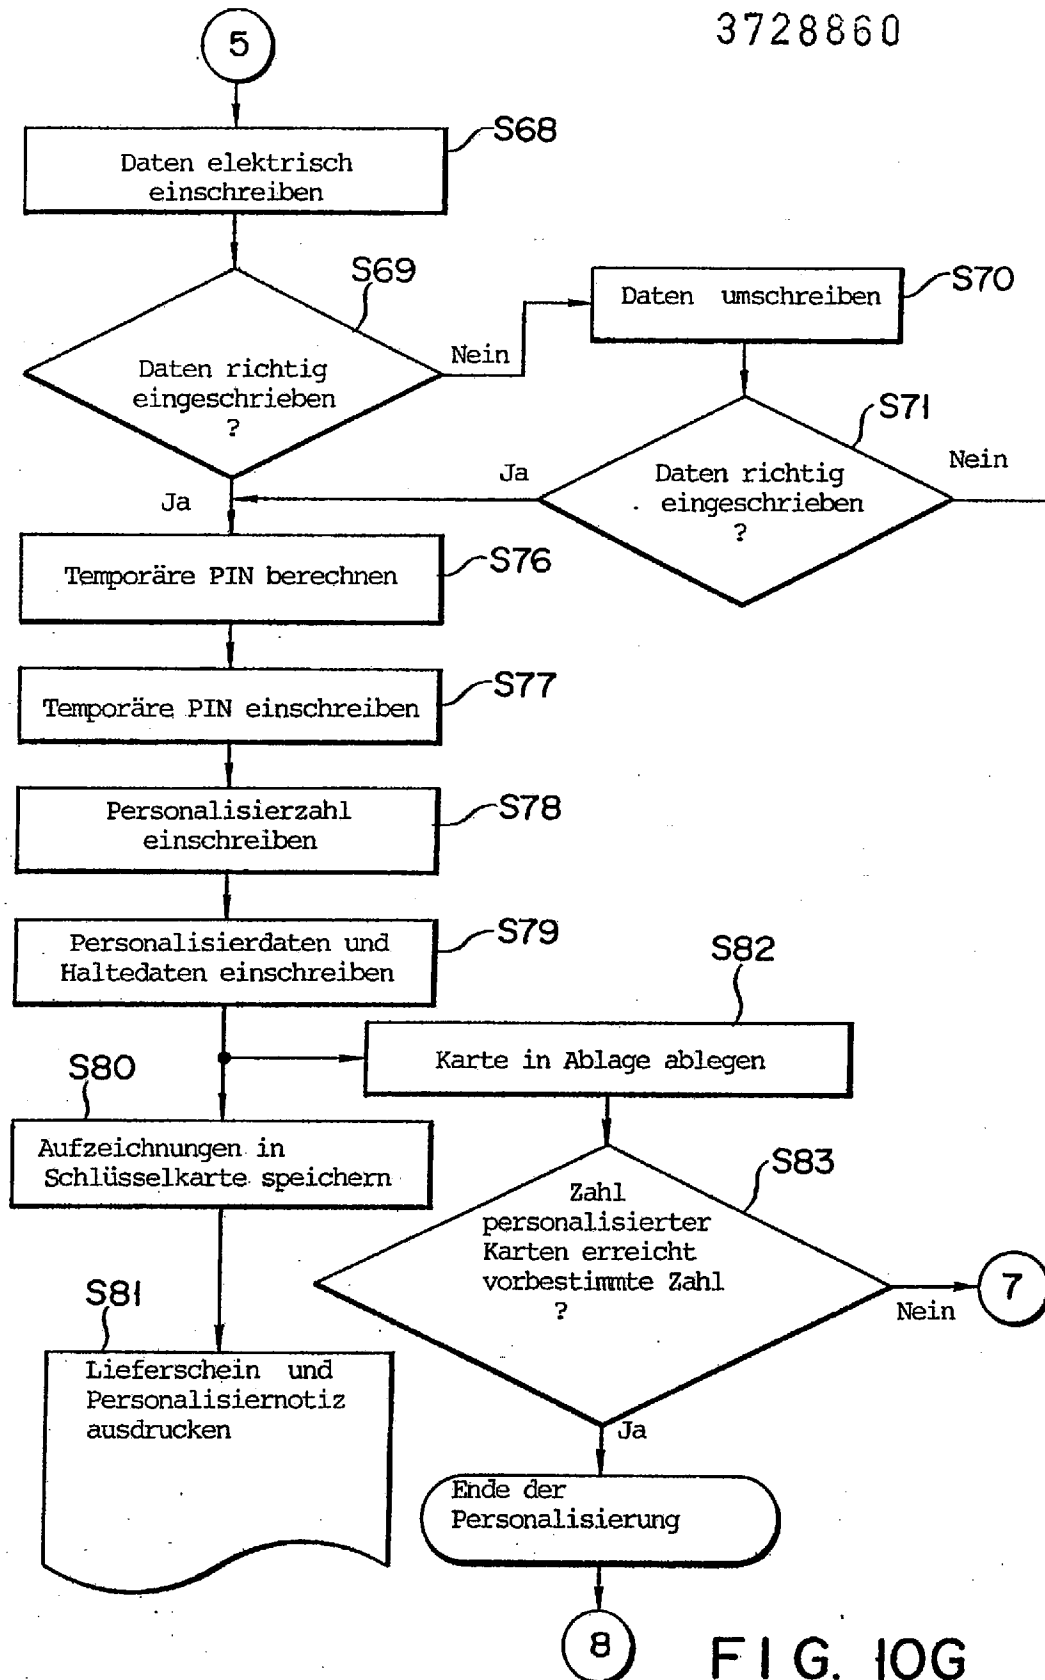 3728860
5
S68
Daten elektrisch
einschreiben
S69
Daten richtig
eingeschrieben
?
Nein
Ja
S70
Daten umschreiben
S71
Daten richtig
eingeschrieben
?
Ja
Nein
S76
Temporäre PIN berechnen
S77
Temporäre PIN einschreiben
S78
Personalisierzahl
einschreiben
S79
Personalisierdaten und
Haltedaten einschreiben
S80
Aufzeichnungen in
Schlüsselkarte speichern
S81
Lieferschein und
Personalisiernotiz
ausdrucken
S82
Karte in Ablage ablegen
S83
Zahl
personalisierter
Karten erreicht
vorbestimmte Zahl
?
Nein
7
Ja
Ende der
Personalisierung
8
FIG. 10G